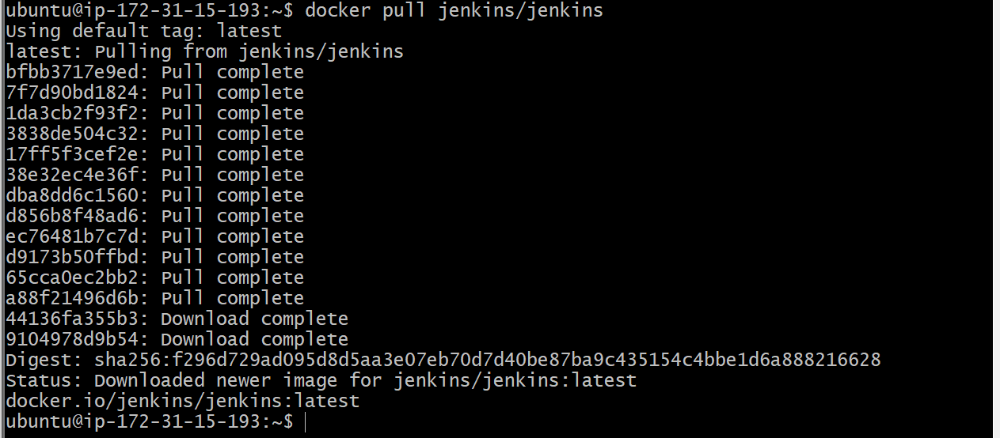 ubuntu@ip-172-31-15-193:~$ docker pull jenkins/jenkins
Using default tag: latest
latest: Pulling from jenkins/jenkins
bfbb3717e9ed: Pull complete
7f7d90bd1824: Pull complete
1da3cb2f93f2: Pull complete
3838de504c32: Pull complete
17ff5f3cef2e: Pull complete
38e32ec4e36f: Pull complete
dba8dd6c1560: Pull complete
d856b8f48ad6: Pull complete
ec76481b7c7d: Pull complete
d9173b50ffbd: Pull complete
65cca0ec2bb2: Pull complete
a88f21496d6b: Pull complete
44136fa355b3: Download complete
9104978d9b54: Download complete
Digest: sha256:f296d729ad095d8d5aa3e07eb70d7d40be87ba9c435154c4bbe1d6a888216628
Status: Downloaded newer image for jenkins/jenkins:latest
docker.io/jenkins/jenkins:latest
ubuntu@ip-172-31-15-193:~$